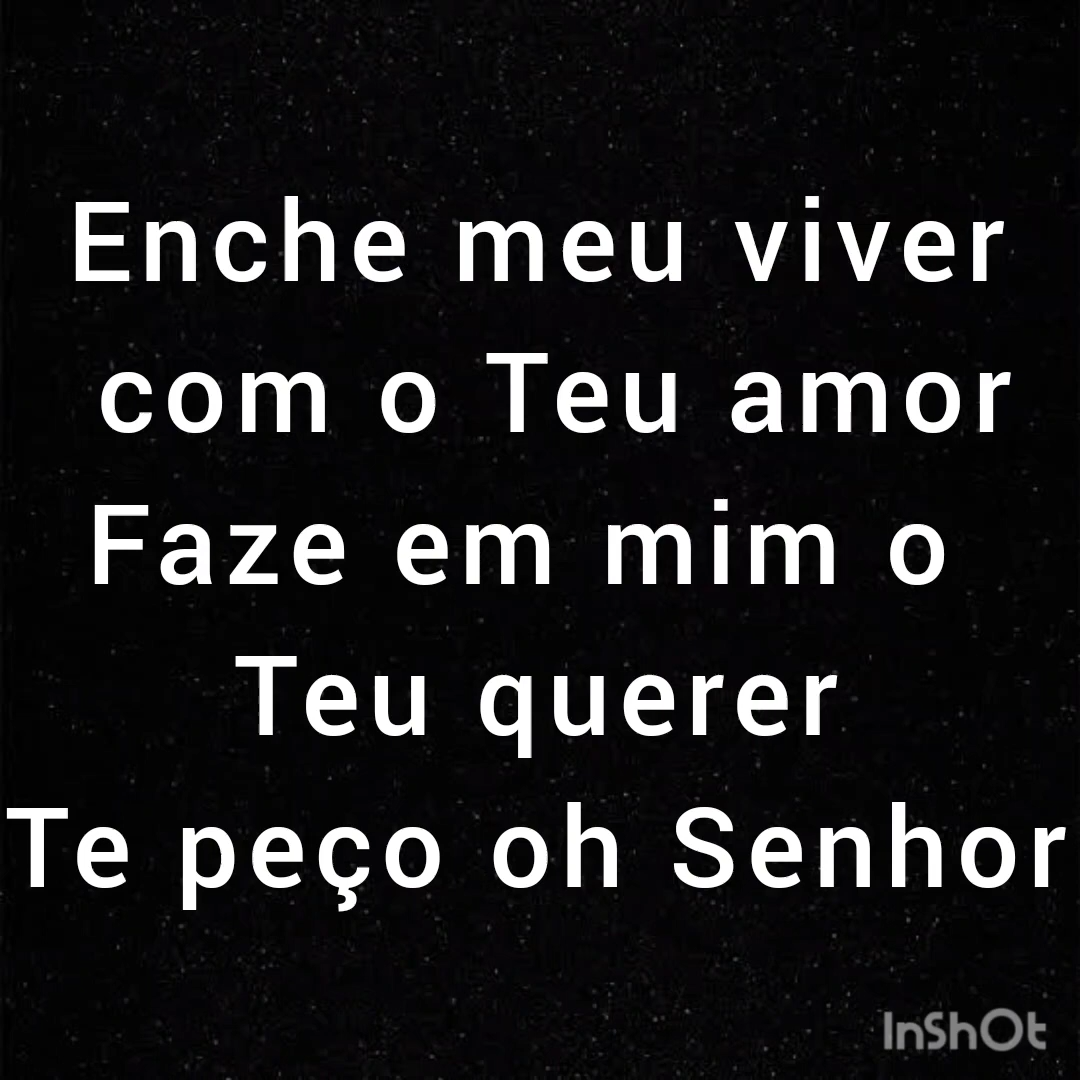 Enche meu viver
com o Teu amor
Faze em mim o
Teu querer
Te peço oh Senhor
InShOt